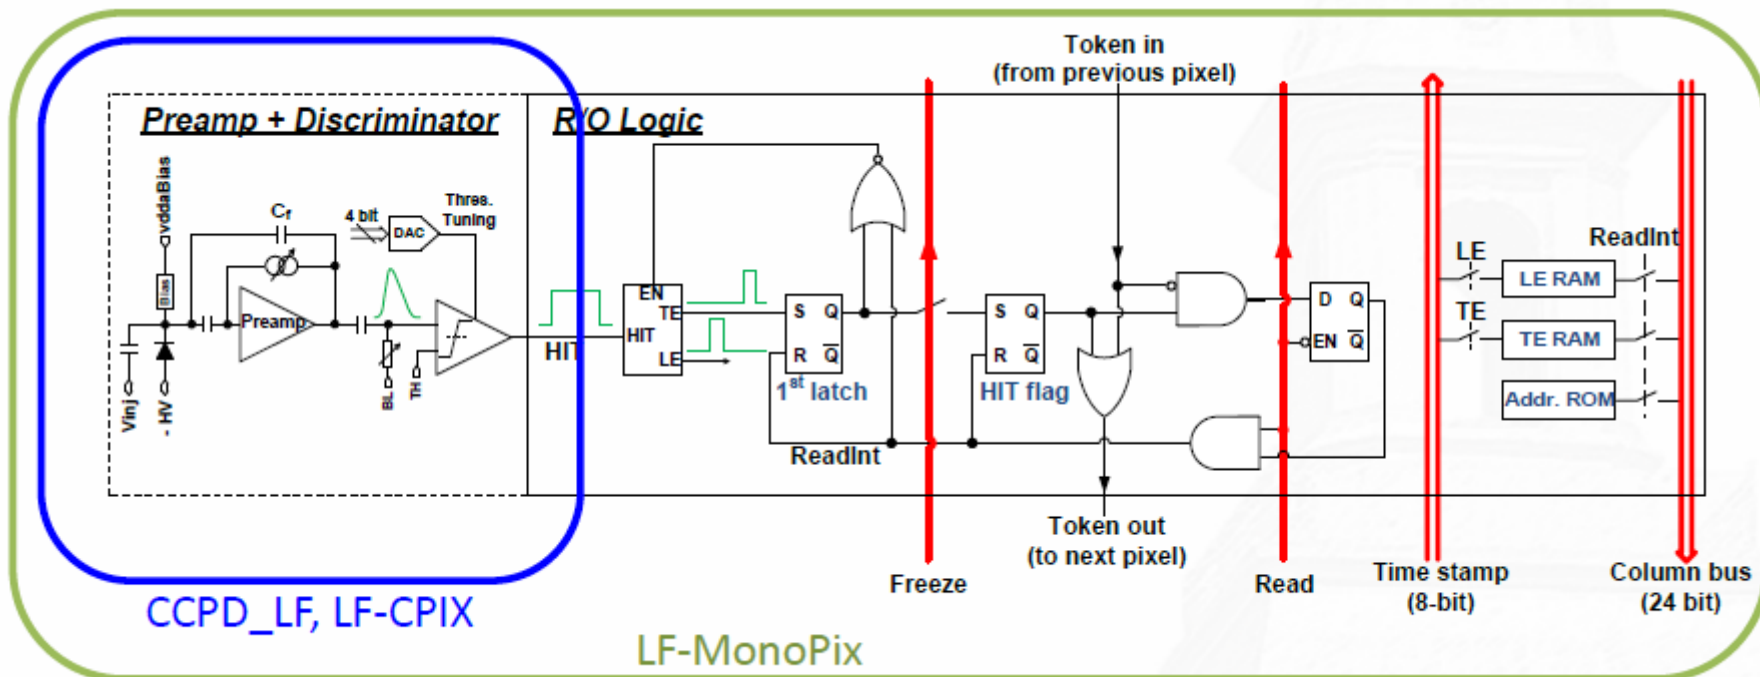 Token in
(from previous pixel)
Preamp + Discriminator
R/O Logic
vddaBias
Bias
Vinj
- HV
Cf
Preamp
4 bit
DAC
Thres.
Tuning
BL
TH
HIT
EN
TE
HIT
LE
S Q
R Q
1st latch
ReadInt
S Q
R Q
HIT flag
D Q
EN Q
LE
TE
ReadInt
LE RAM
TE RAM
Addr. ROM
Token out
(to next pixel)
Freeze
Read
Time stamp
(8-bit)
Column bus
(24 bit)
CCPD_LF, LF-CPIX
LF-MonoPix